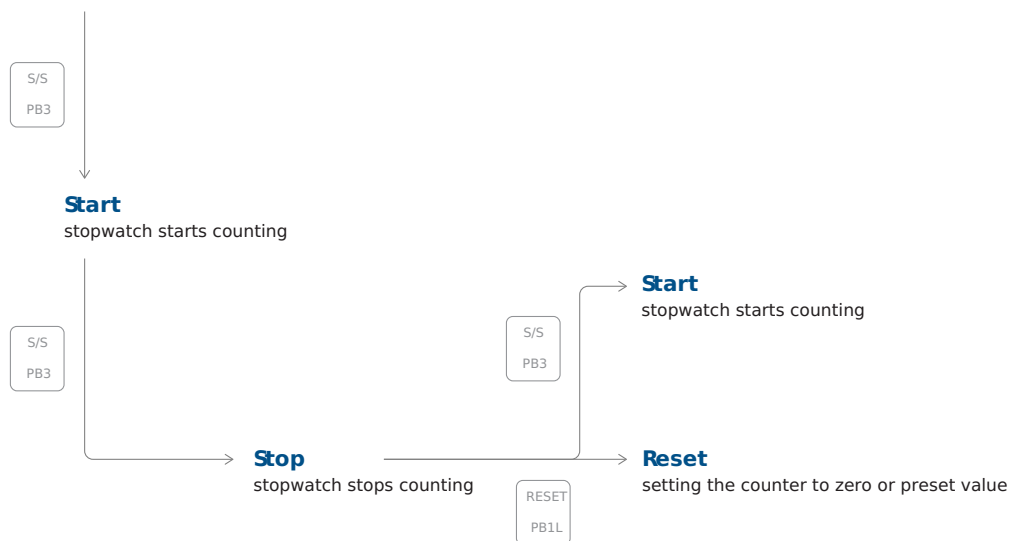 S/S
PB3
Start
stopwatch starts counting
Start
stopwatch starts counting
S/S
PB3
S/S
PB3
Stop
stopwatch stops counting
Reset
setting the counter to zero or preset value
RESET
PB1L